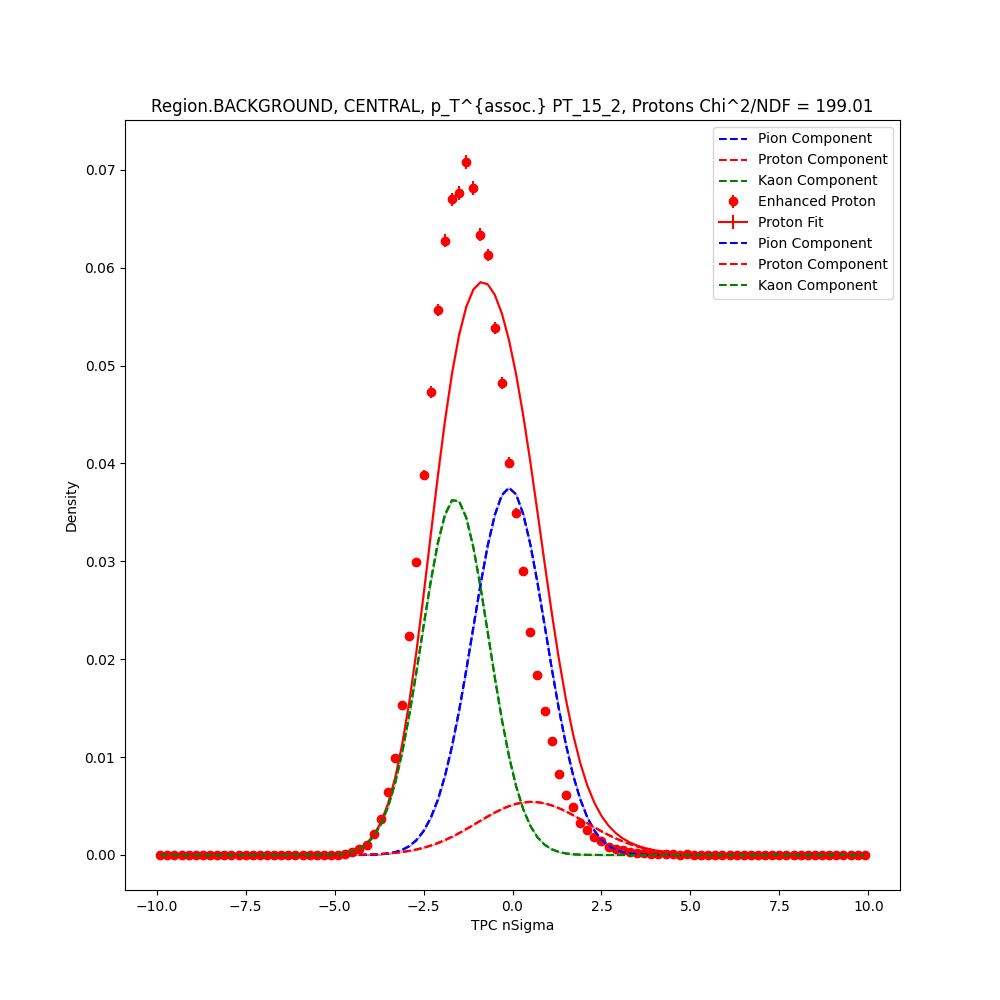 Region.BACKGROUND, CENTRAL, p_T^{assoc.} PT_15_2, Protons Chi^2/NDF = 199.01
Pion Component
Proton Component
Kaon Component
Enhanced Proton
Proton Fit
Pion Component
Proton Component
Kaon Component
0.07
0.06
0.05
0.04
0.03
0.02
0.01
0.00
Density
−10.0 −7.5 −5.0 −2.5 0.0 2.5 5.0 7.5 10.0
TPC nSigma